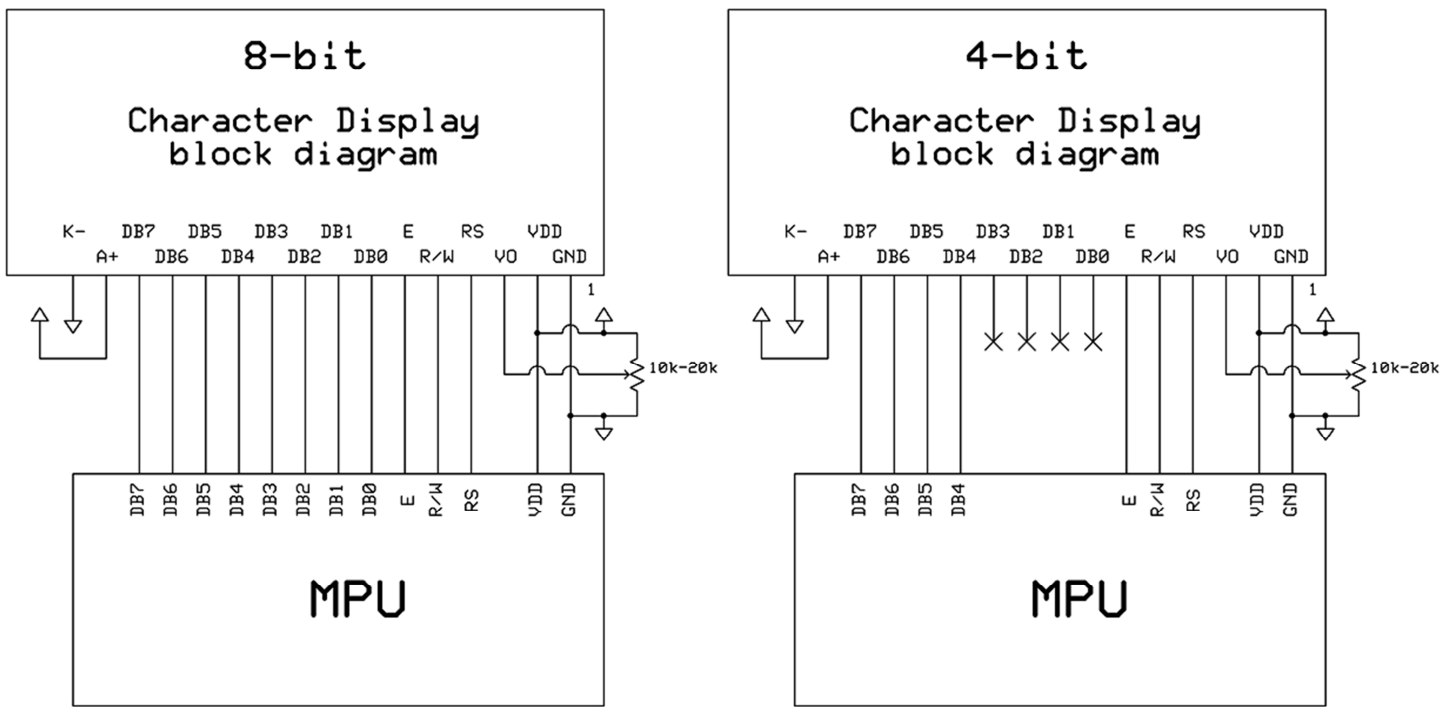 8-bit
Character Display
block diagram
K- DB7 DB5 DB3 DB1 E RS VDD
A+ DB6 DB4 DB2 DB0 R/W VO GND
1
10k-20k
DB7 DB6 DB5 DB4 DB3 DB2 DB1 DB0 E R/W RS VDD GND
MPU
4-bit
Character Display
block diagram
K- DB7 DB5 DB3 DB1 E RS VDD
A+ DB6 DB4 DB2 DB0 R/W VO GND
1
10k-20k
DB7 DB6 DB5 DB4 E R/W RS VDD GND
MPU